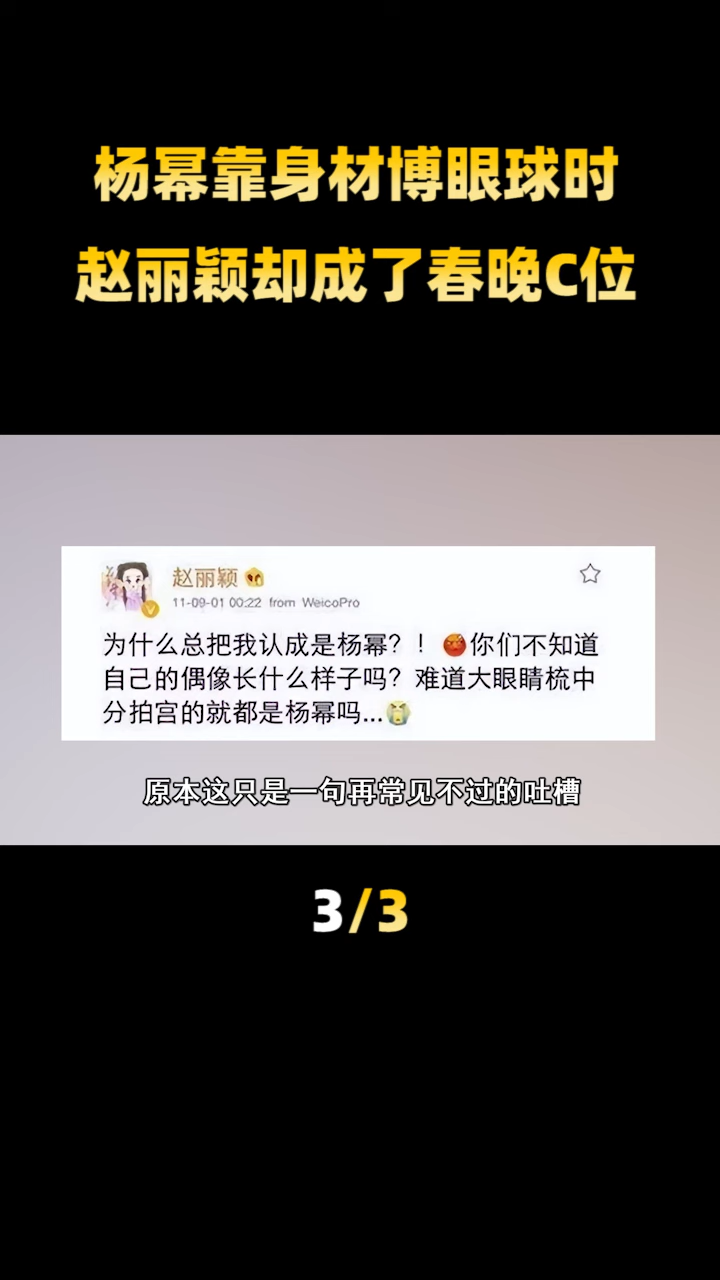 杨幂靠身材博眼球时
赵丽颖却成了春晚C位
赵丽颖
11-09-01 00:22 from WeicoPro
为什么总把我认成是杨幂？！你们不知道
自己的偶像长什么样子吗？难道大眼睛梳中
分拍宫的就都是杨幂吗...
原本这只是一句再常见不过的吐槽
3/3